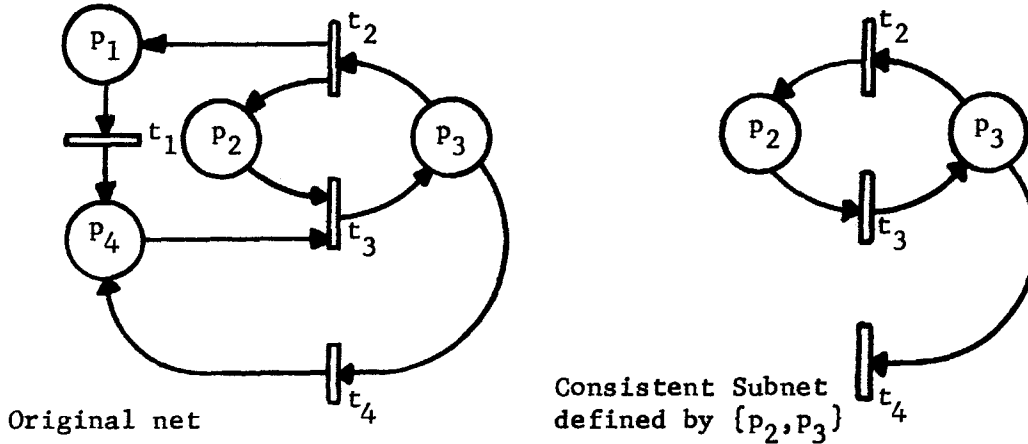 p1
t2
t1
p2
p3
p4
t3
t4
Original net
t2
p2
p3
t3
t4
Consistent Subnet
defined by {p2,p3}